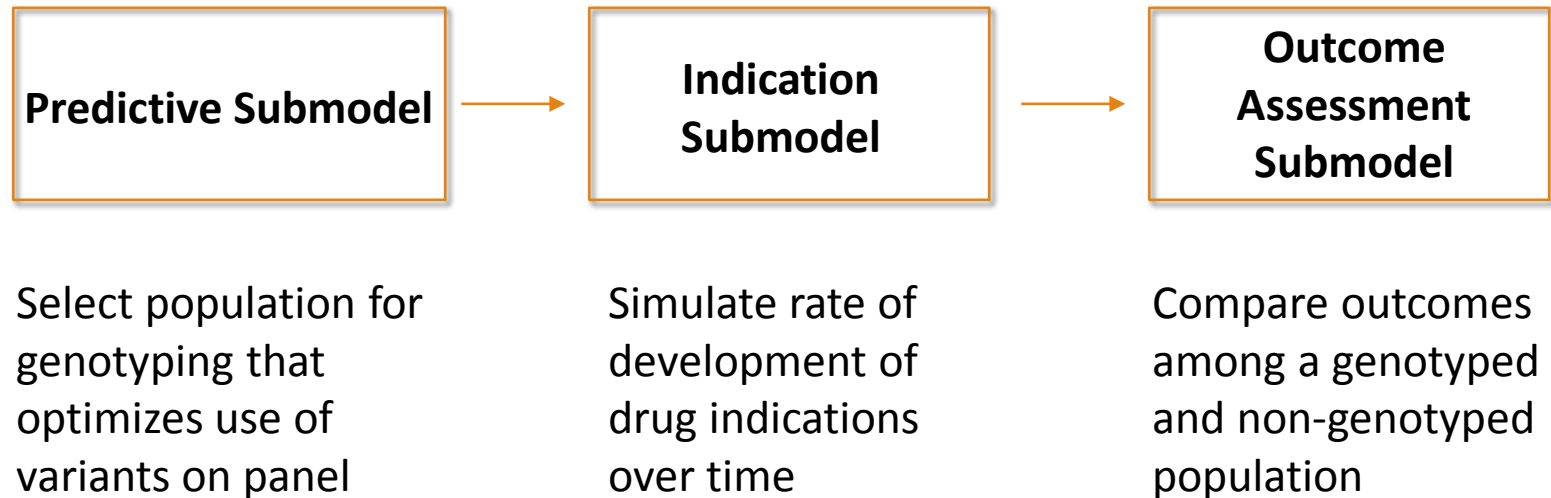 Predictive Submodel
Indication
Submodel
Outcome
Assessment
Submodel
Select population for
genotyping that
optimizes use of
variants on panel
Simulate rate of
development of
drug indications
over time
Compare outcomes
among a genotyped
and non-genotyped
population